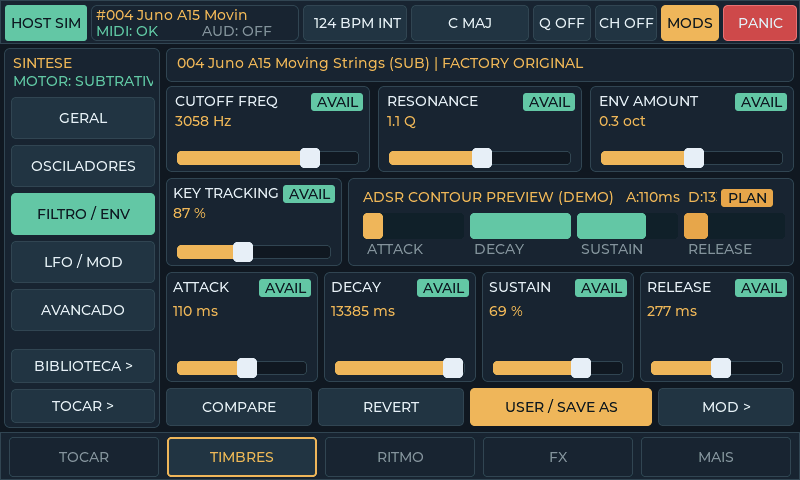 HOST SIM
#004 Juno A15 Movin
MIDI: OK AUD: OFF
124 BPM INT
C MAJ
Q OFF
CH OFF
MODS
PANIC
SINTESE
MOTOR: SUBTRATIV
GERAL
OSCILADORES
FILTRO / ENV
LFO / MOD
AVANCADO
BIBLIOTECA >
TOCAR >
004 Juno A15 Moving Strings (SUB) | FACTORY ORIGINAL
CUTOFF FREQ AVAIL
3058 Hz
RESONANCE AVAIL
1.1 Q
ENV AMOUNT AVAIL
0.3 oct
KEY TRACKING AVAIL
87 %
ADSR CONTOUR PREVIEW (DEMO) A:110ms D:13. PLAN
ATTACK DECAY SUSTAIN RELEASE
ATTACK AVAIL
110 ms
DECAY AVAIL
13385 ms
SUSTAIN AVAIL
69 %
RELEASE AVAIL
277 ms
COMPARE
REVERT
USER / SAVE AS
MOD >
TOCAR
TIMBRES
RITMO
FX
MAIS